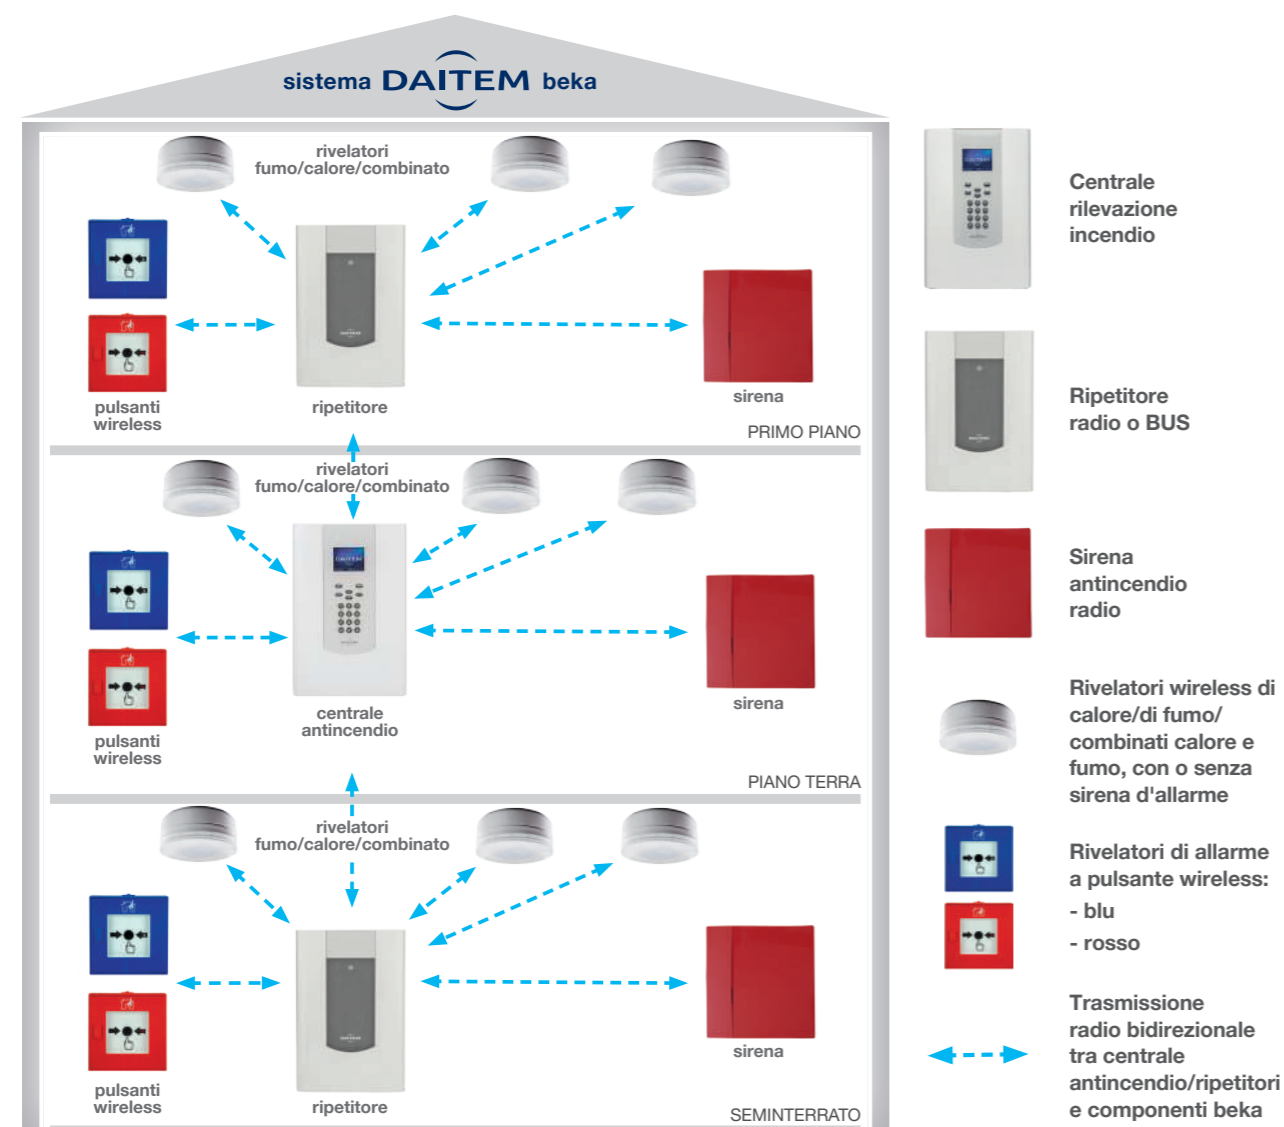 sistema DAITEM beka
rivelatori
fumo/calore/combinato
pulsanti
wireless
ripetitore
sirena
PRIMO PIANO
rivelatori
fumo/calore/combinato
DAITEM
pulsanti
wireless
centrale
antincendio
sirena
PIANO TERRA
rivelatori
fumo/calore/combinato
pulsanti
wireless
ripetitore
sirena
SEMINTERRATO
Centrale
rilevazione
incendio
Ripetitore
radio o BUS
Sirena
antincendio
radio
Rivelatori wireless di
calore/di fumo/
combinati calore e
fumo, con o senza
sirena d'allarme
Rivelatori di allarme
a pulsante wireless:
- blu
- rosso
Trasmissione
radio bidirezionale
tra centrale
antincendio/ripetitori
e componenti beka